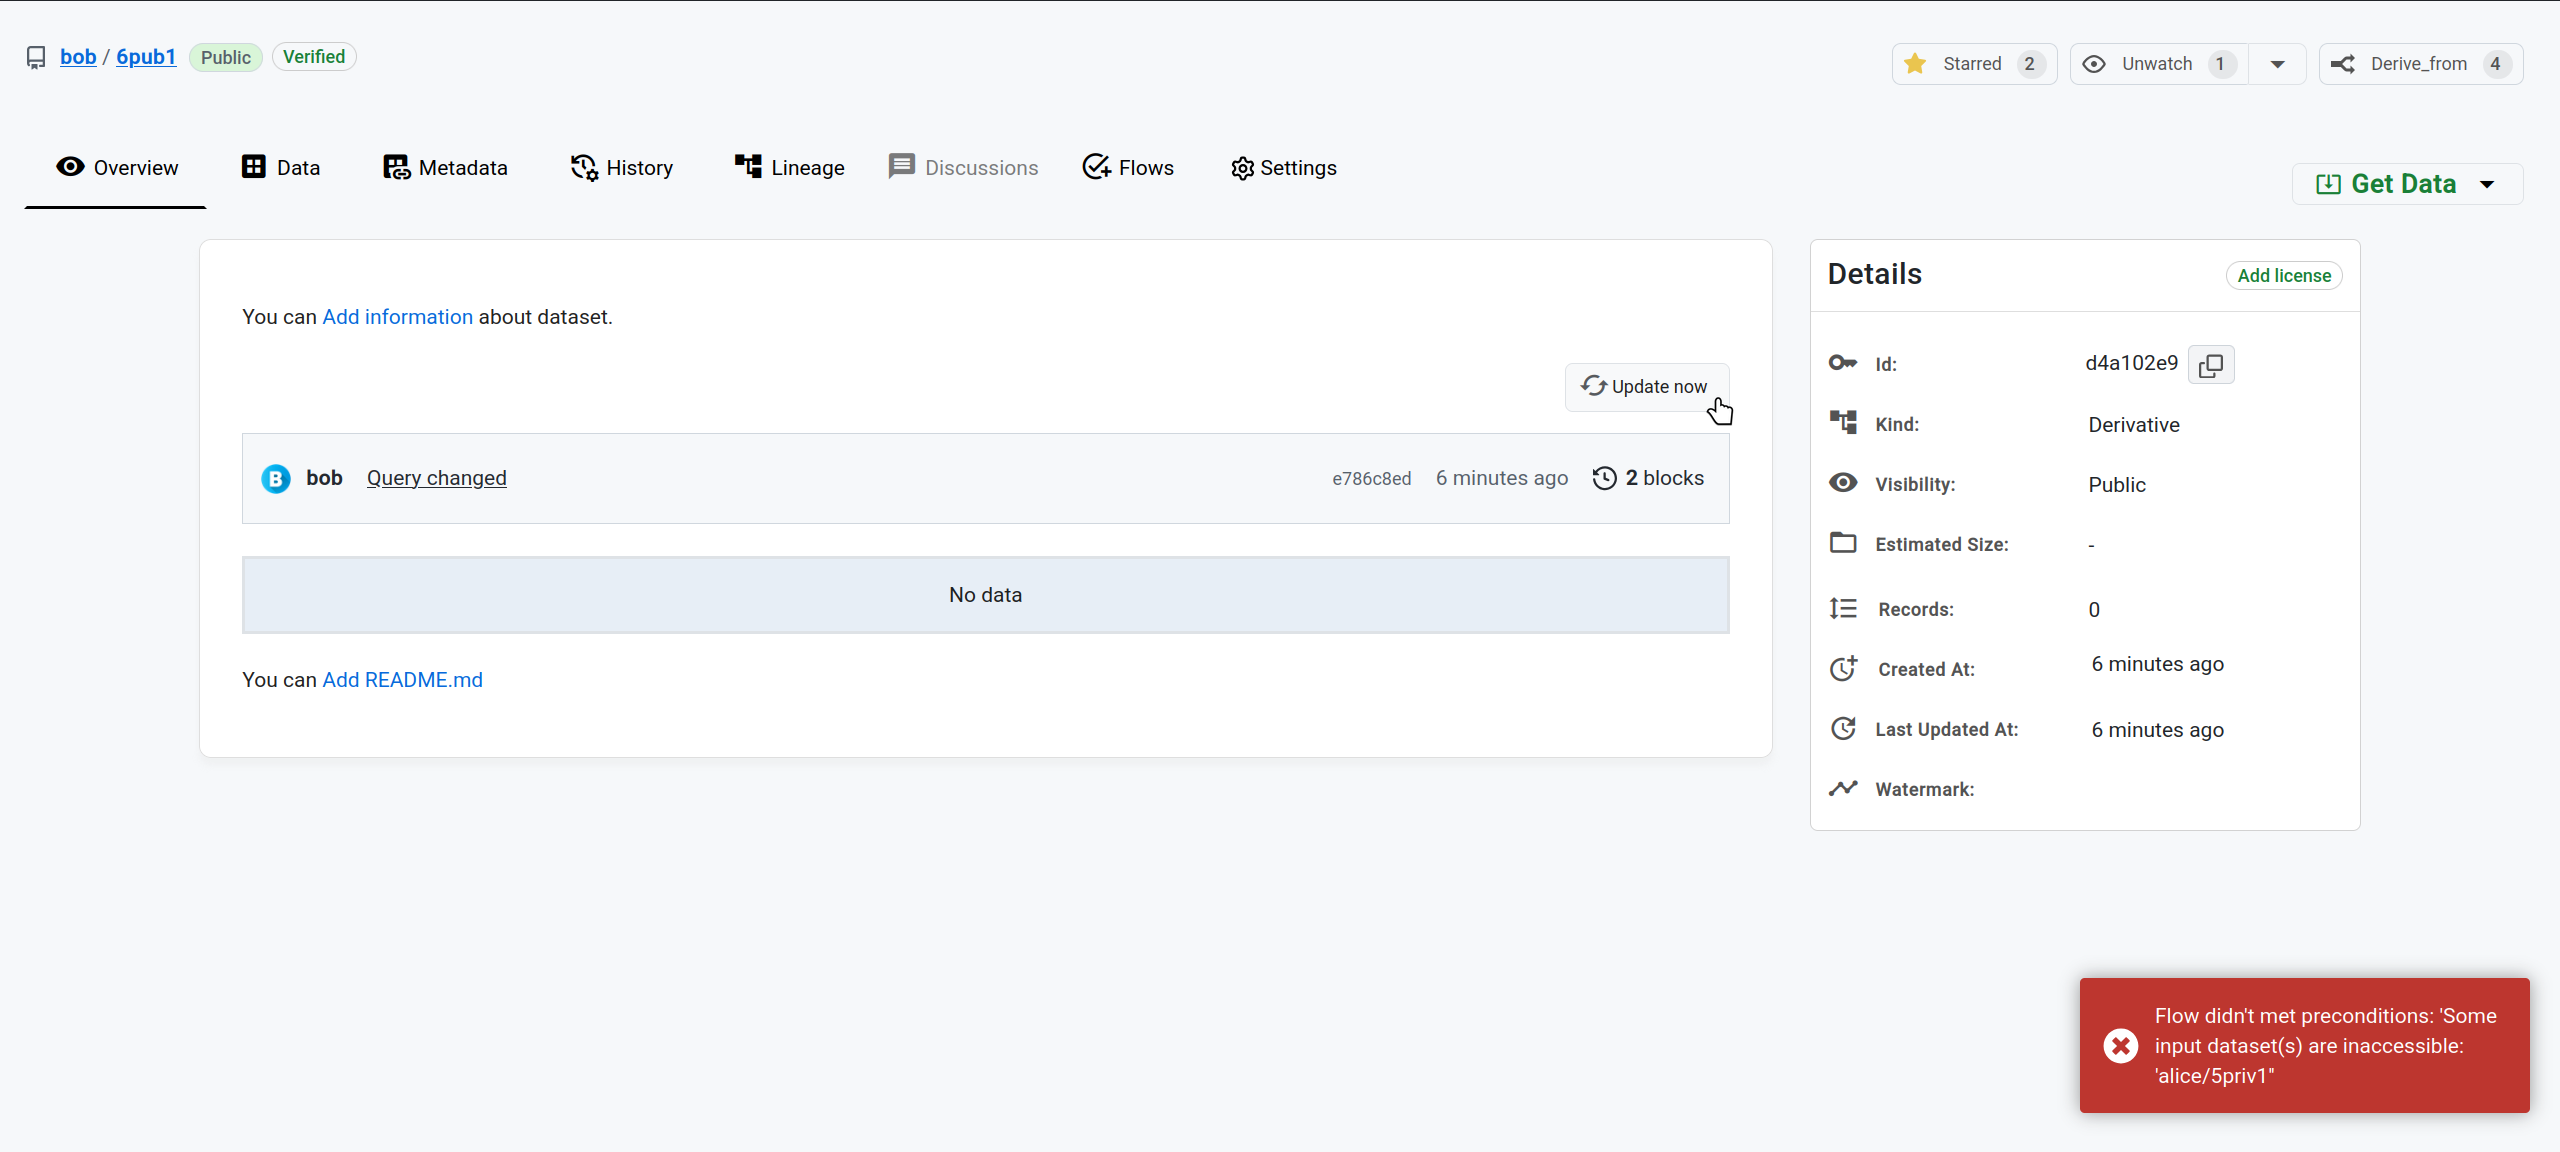 bob / 6pub1 Public Verified
Starred 2 Unwatch 1 Derive_from 4
Overview Data Metadata History Lineage Discussions Flows Settings
Get Data
You can Add information about dataset.
Update now
B bob Query changed e786c8ed 6 minutes ago 2 blocks
No data
You can Add README.md
Details Add license
Id: d4a102e9
Kind: Derivative
Visibility: Public
Estimated Size: -
Records: 0
Created At: 6 minutes ago
Last Updated At: 6 minutes ago
Watermark:
Flow didn't met preconditions: 'Some
input dataset(s) are inaccessible:
'alice/5priv1''